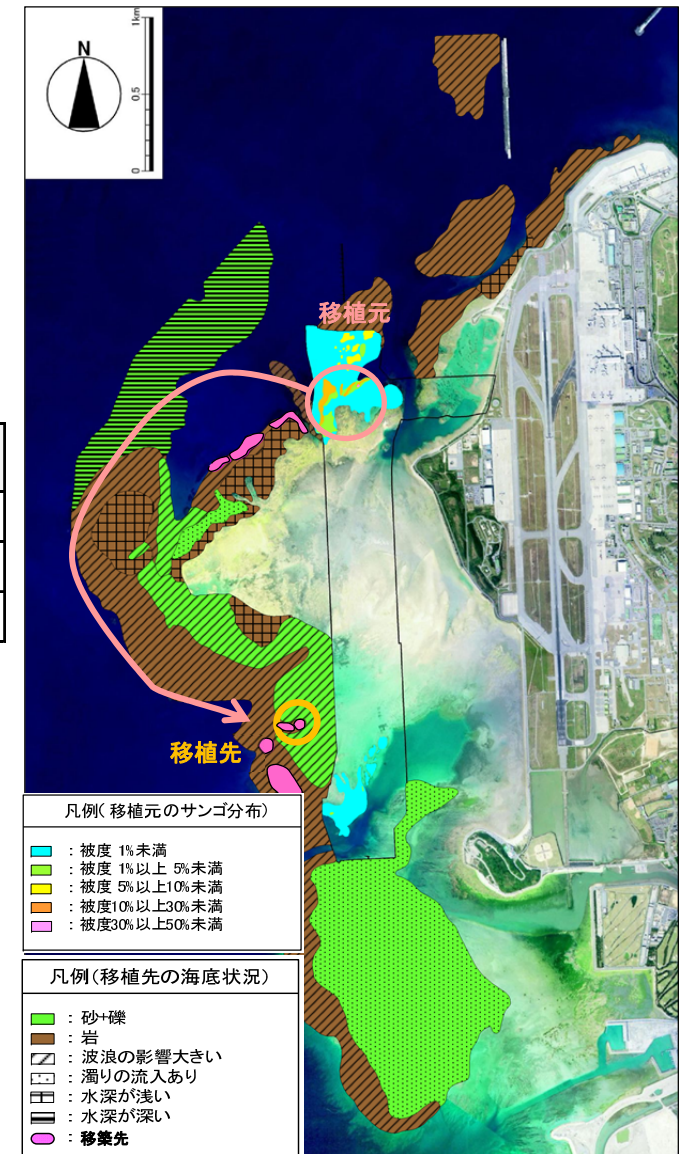 N
1km
0.5
0
移植元
移植先
凡例(移植元のサンゴ分布)
：被度 1%未満
：被度 1%以上 5%未満
：被度 5%以上10%未満
：被度10%以上30%未満
：被度30%以上50%未満
凡例(移植先の海底状況)
：砂+礫
：岩
：波浪の影響大きい
：濁りの流入あり
：水深が浅い
：水深が深い
：移築先